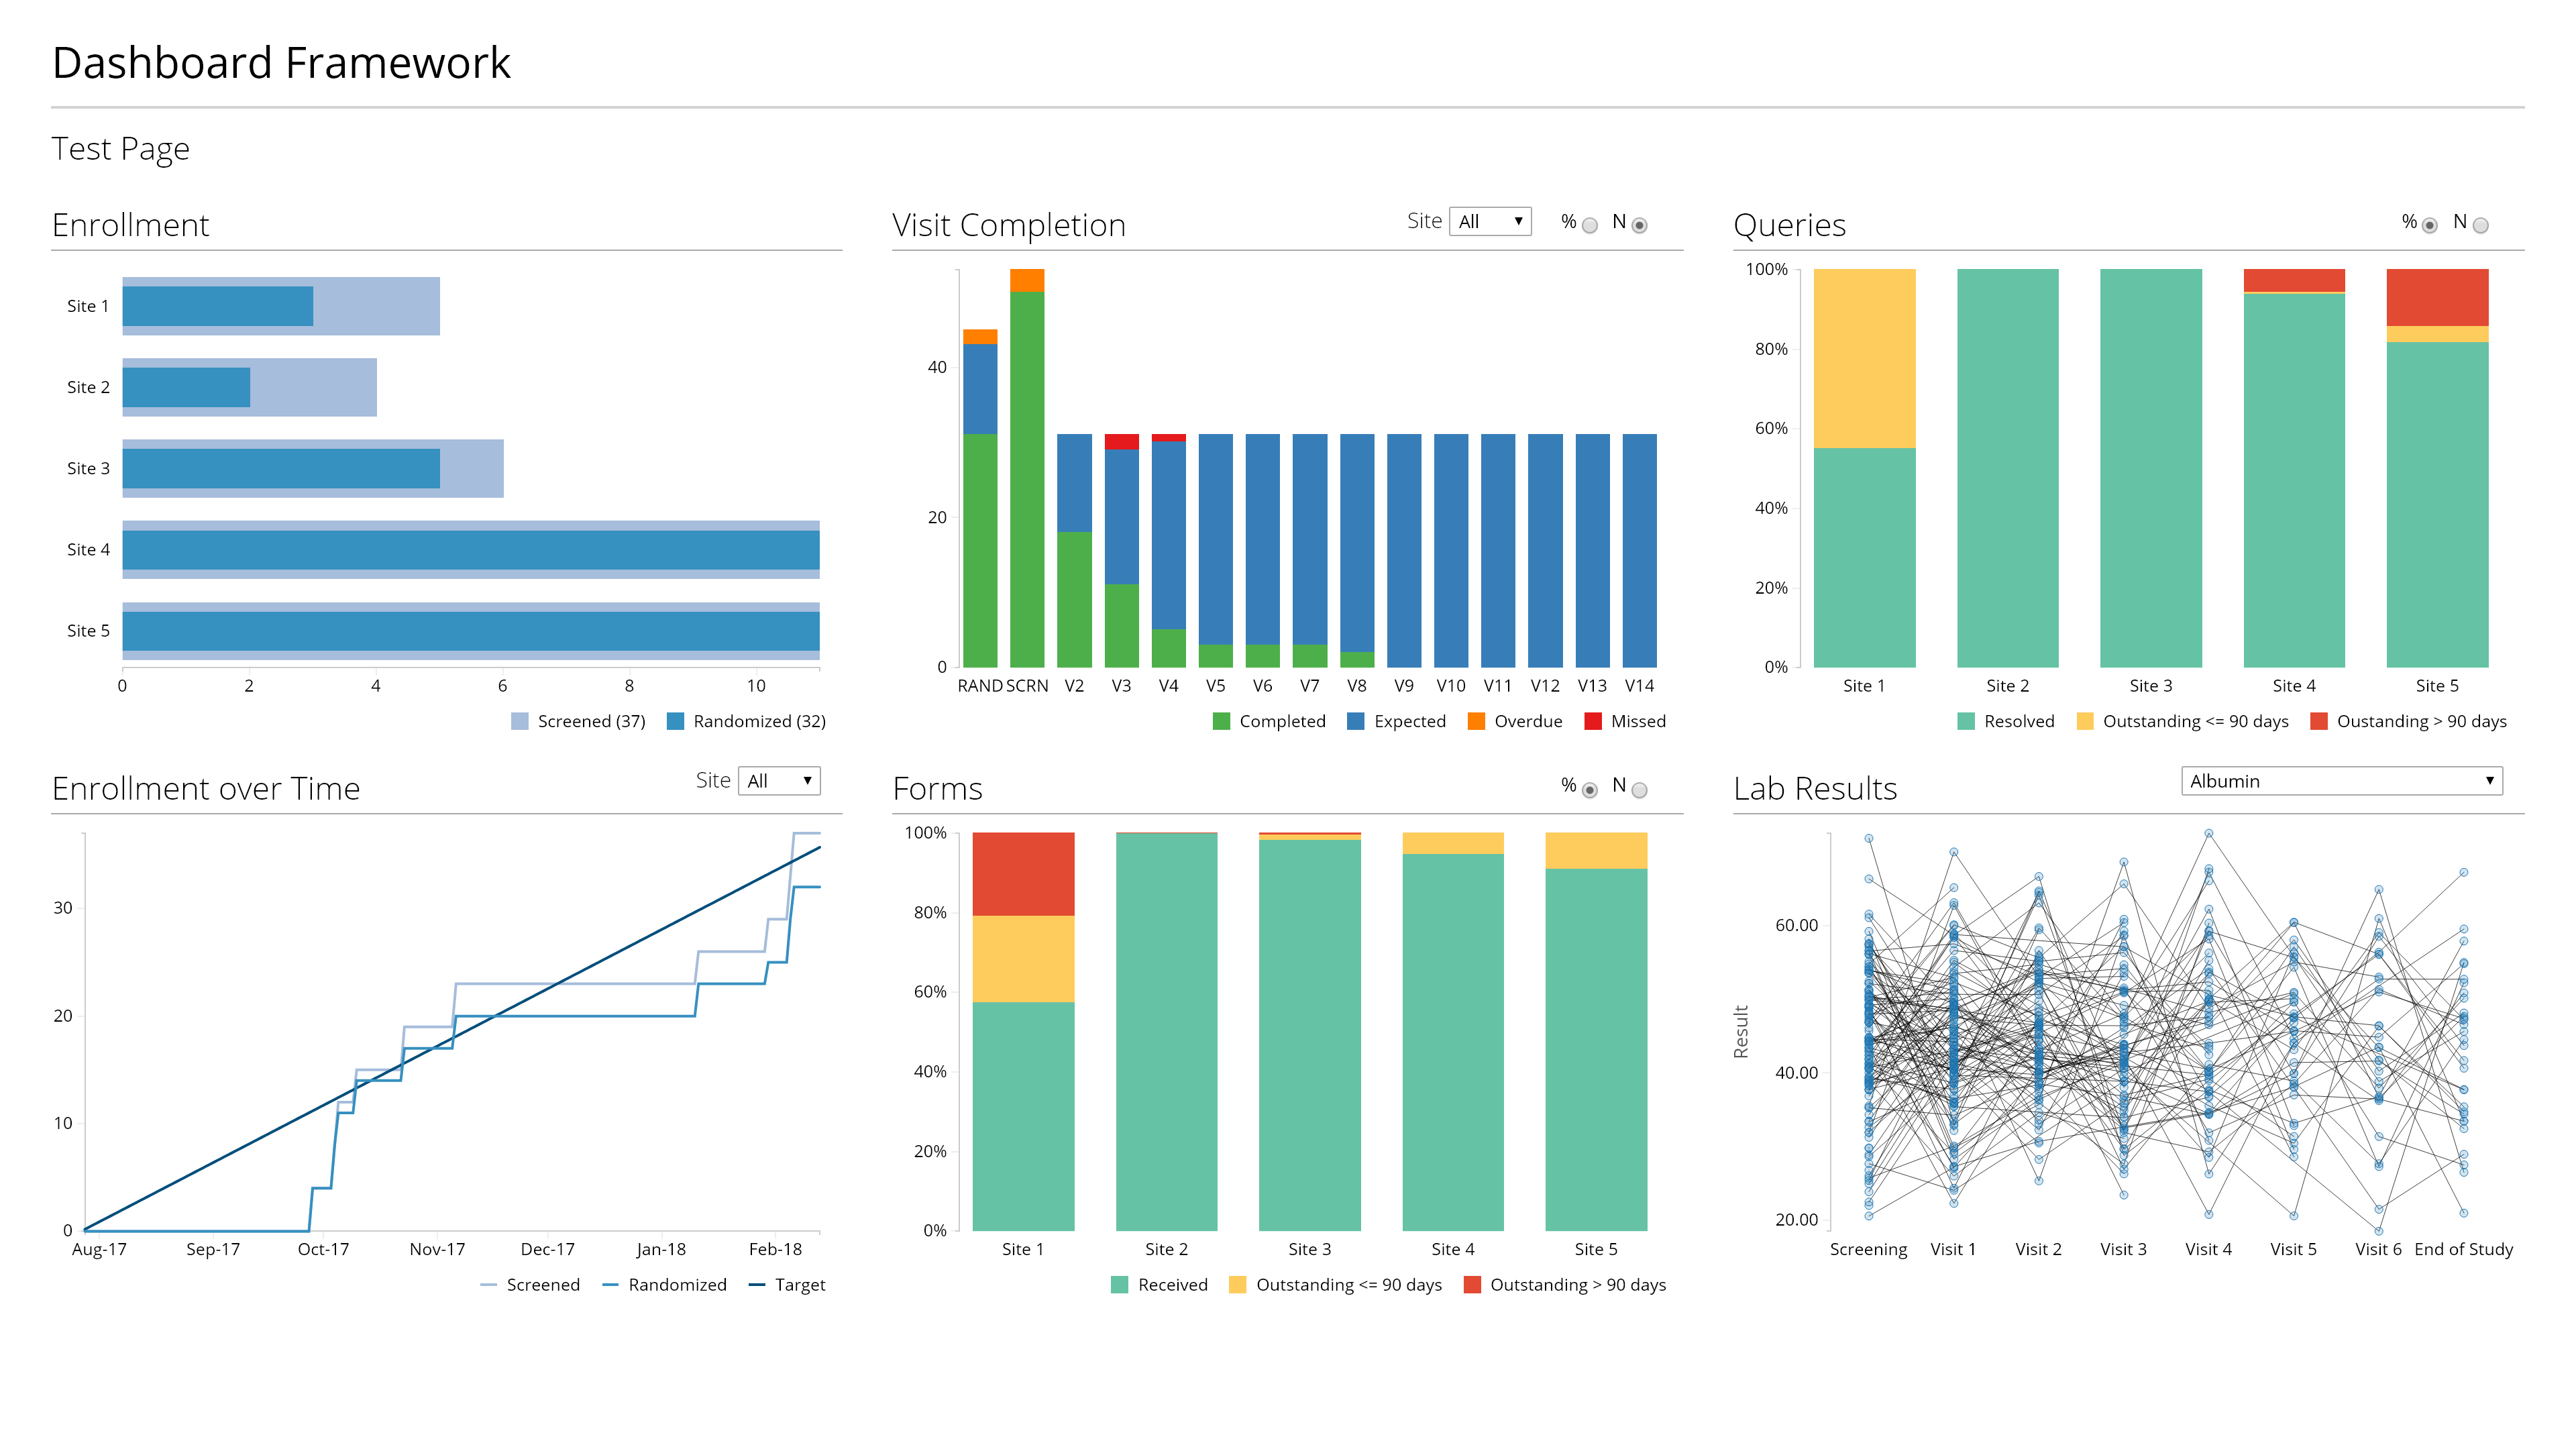 Dashboard Framework
Test Page
Enrollment
Site 1
Site 2
Site 3
Site 4
Site 5
0 2 4 6 8 10
Screened (37) Randomized (32)
Visit Completion Site All % N
40
20
0
RAND SCRN V2 V3 V4 V5 V6 V7 V8 V9 V10 V11 V12 V13 V14
Completed Expected Overdue Missed
Queries % N
100%
80%
60%
40%
20%
0%
Site 1 Site 2 Site 3 Site 4 Site 5
Resolved Outstanding <= 90 days Oustanding > 90 days
Enrollment over Time Site All
30
20
10
0
Aug-17 Sep-17 Oct-17 Nov-17 Dec-17 Jan-18 Feb-18
Screened Randomized Target
Forms % N
100%
80%
60%
40%
20%
0%
Site 1 Site 2 Site 3 Site 4 Site 5
Received Outstanding <= 90 days Outstanding > 90 days
Lab Results Albumin
Result
60.00
40.00
20.00
Screening Visit 1 Visit 2 Visit 3 Visit 4 Visit 5 Visit 6 End of Study